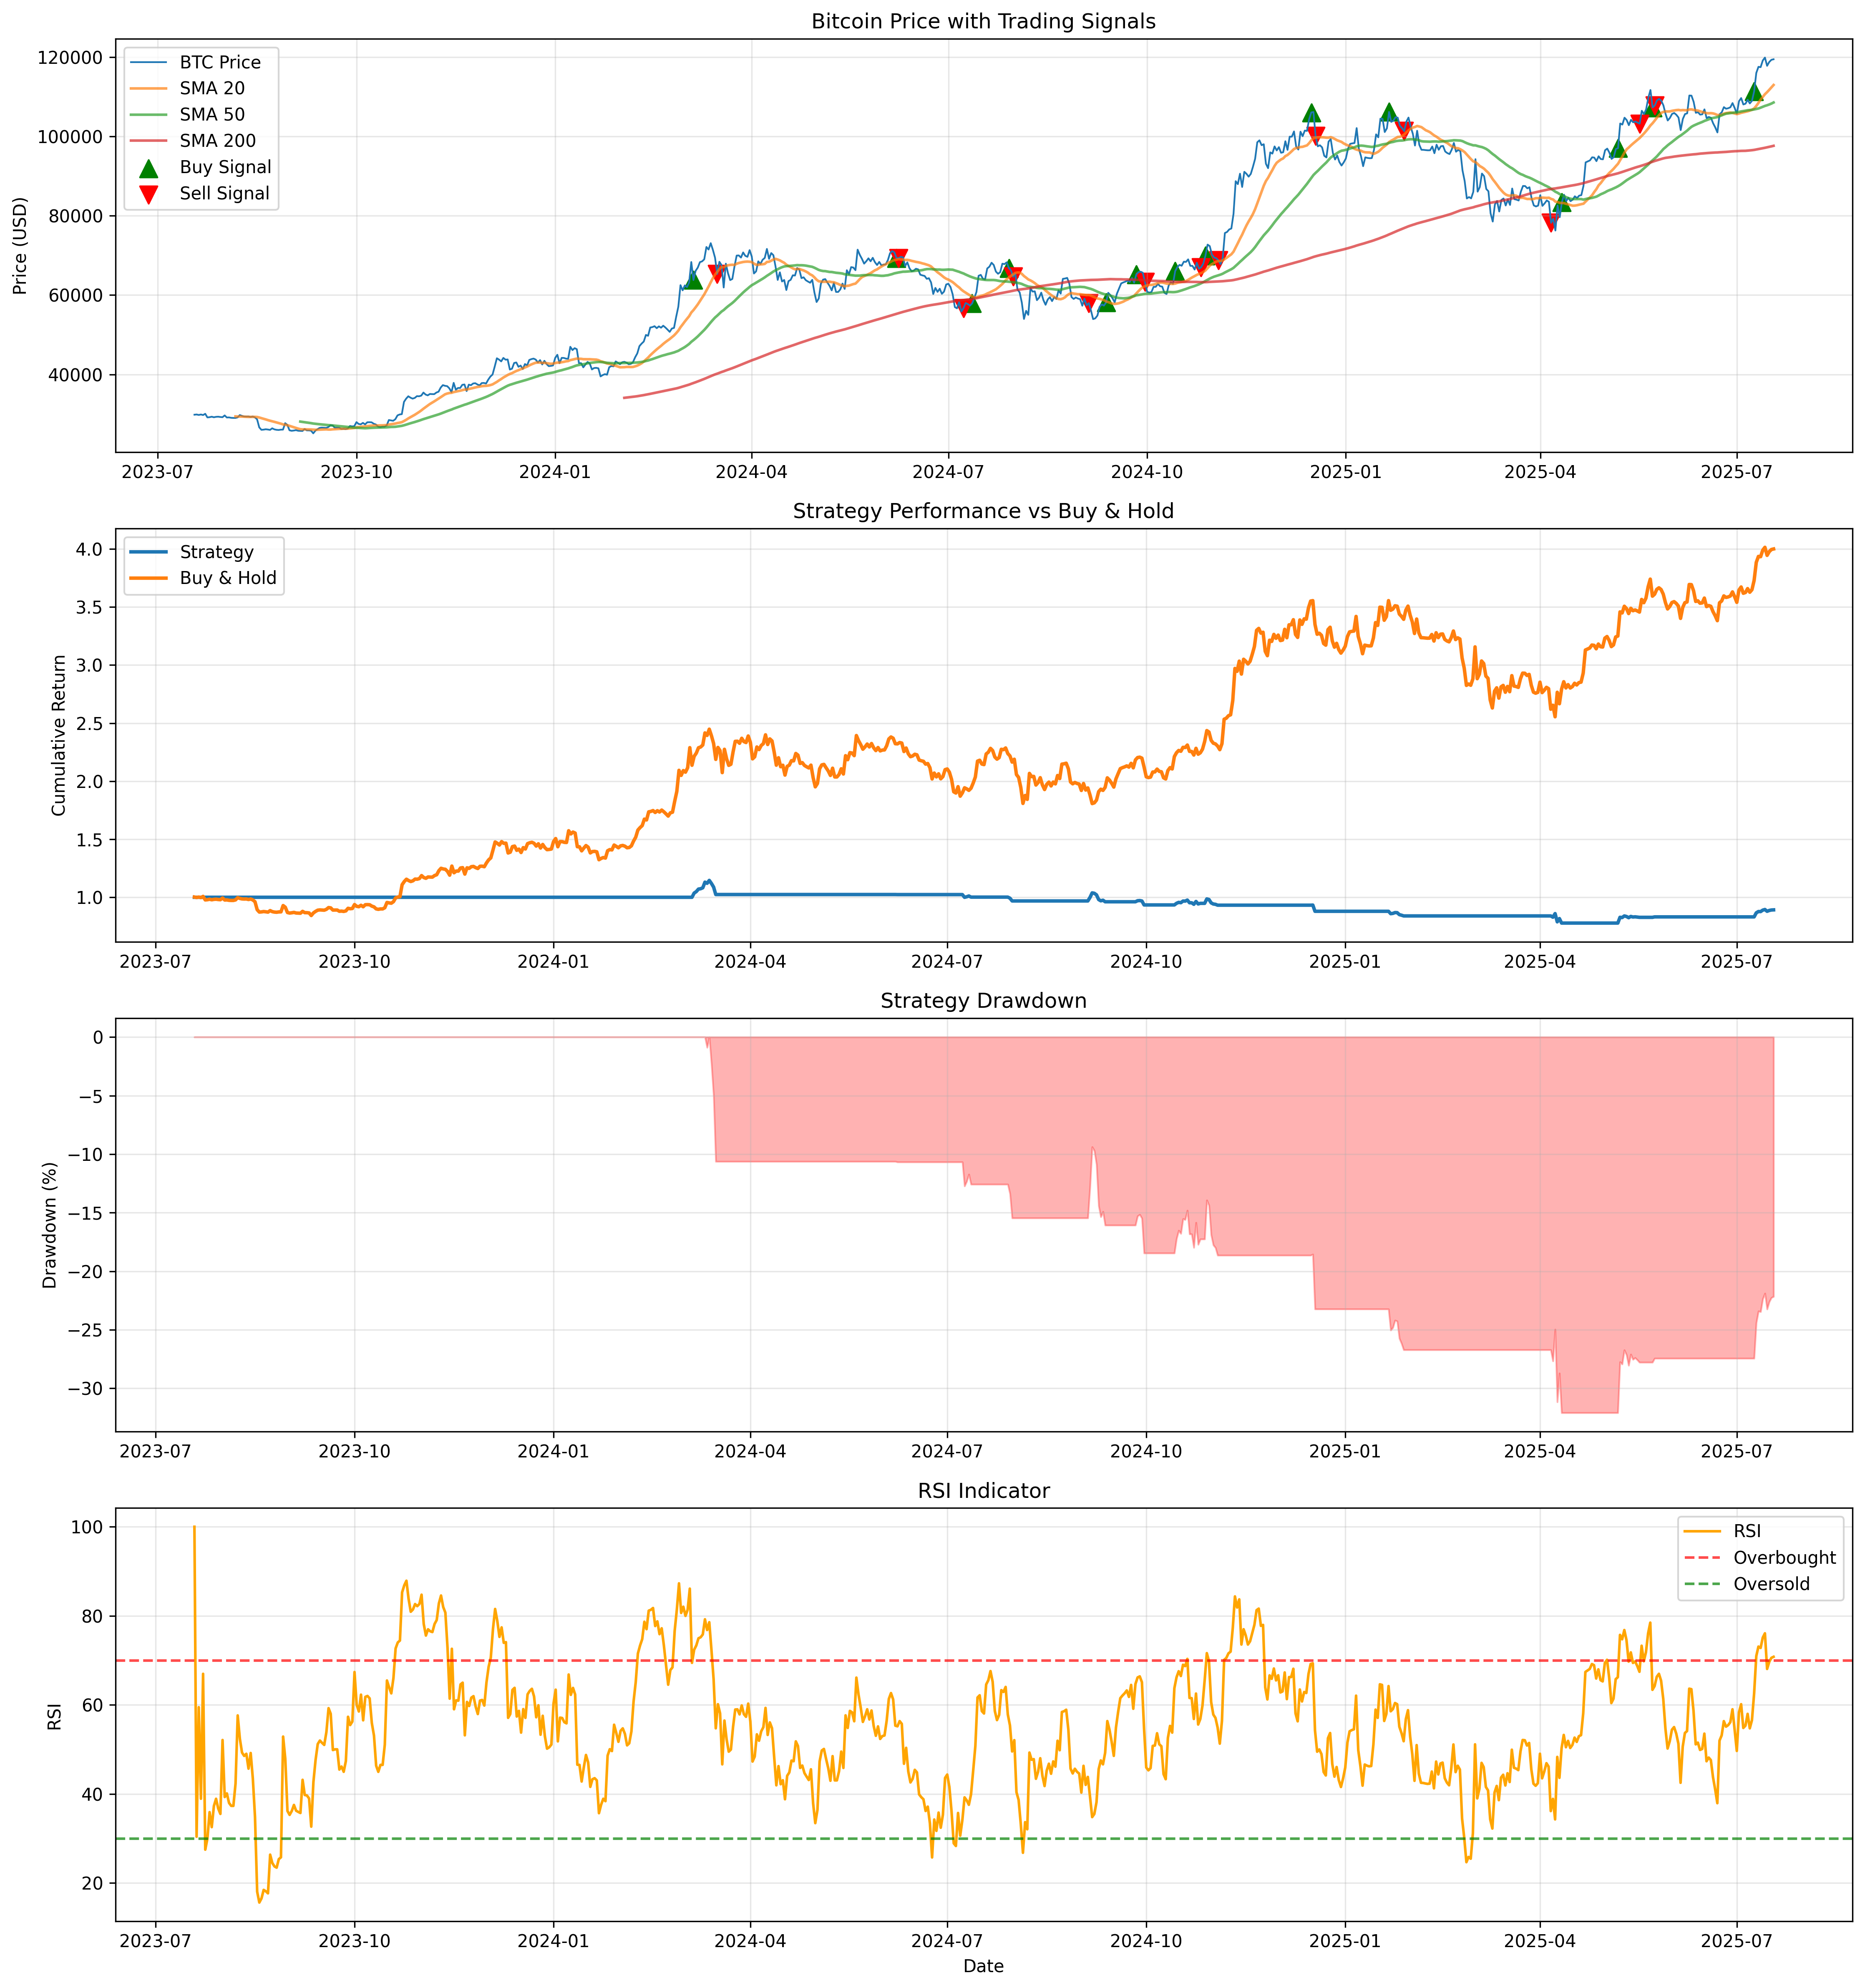 Bitcoin Price with Trading Signals
Price (USD)
120000
100000
80000
60000
40000
BTC Price
SMA 20
SMA 50
SMA 200
Buy Signal
Sell Signal
2023-07 2023-10 2024-01 2024-04 2024-07 2024-10 2025-01 2025-04 2025-07
Strategy Performance vs Buy & Hold
Cumulative Return
4.0
3.5
3.0
2.5
2.0
1.5
1.0
Strategy
Buy & Hold
2023-07 2023-10 2024-01 2024-04 2024-07 2024-10 2025-01 2025-04 2025-07
Strategy Drawdown
Drawdown (%)
0
−5
−10
−15
−20
−25
−30
2023-07 2023-10 2024-01 2024-04 2024-07 2024-10 2025-01 2025-04 2025-07
RSI Indicator
RSI
100
80
60
40
20
RSI
Overbought
Oversold
2023-07 2023-10 2024-01 2024-04 2024-07 2024-10 2025-01 2025-04 2025-07
Date